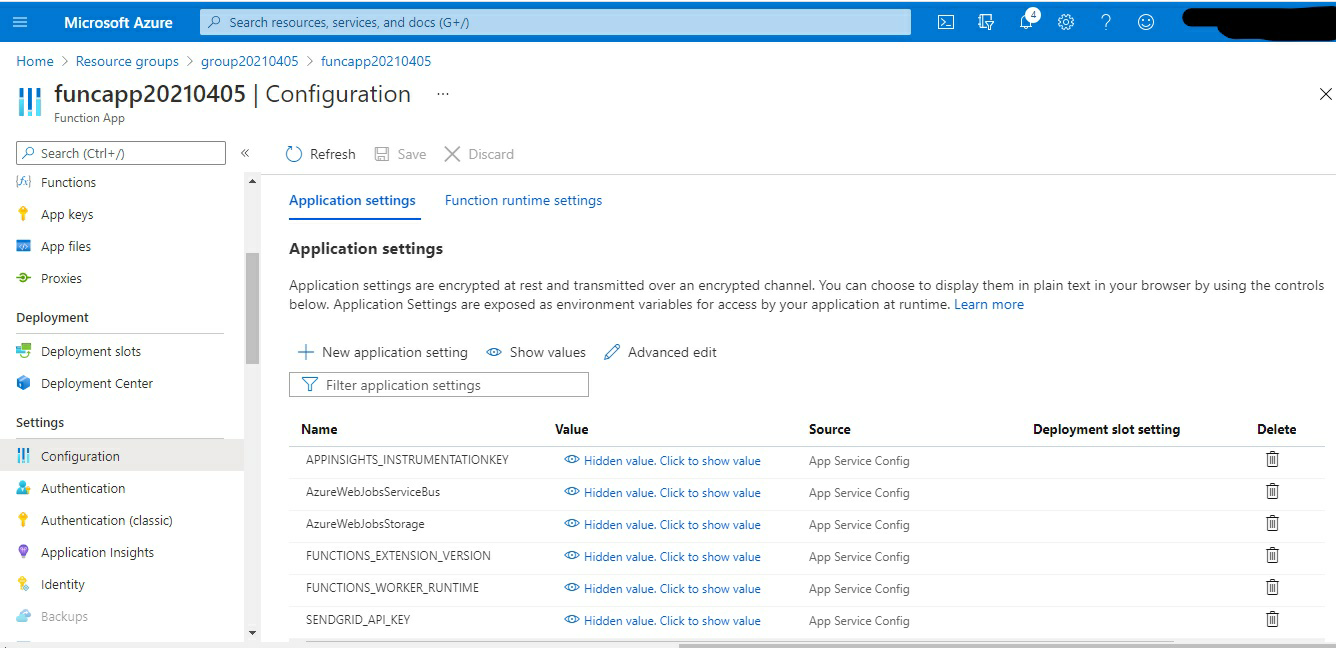 Microsoft Azure
Search resources, services, and docs (G+/)
4
Home > Resource groups > group20210405 > funcapp20210405
funcapp20210405 | Configuration ...
Function App
Search (Ctrl+/)
«
Refresh
Save
Discard
Functions
App keys
App files
Proxies
Deployment
Deployment slots
Deployment Center
Settings
Configuration
Authentication
Authentication (classic)
Application Insights
Identity
Backups
Application settings
Function runtime settings
Application settings
Application settings are encrypted at rest and transmitted over an encrypted channel. You can choose to display them in plain text in your browser by using the controls
below. Application Settings are exposed as environment variables for access by your application at runtime. Learn more
New application setting
Show values
Advanced edit
Filter application settings
Name Value Source Deployment slot setting Delete
APPINSIGHTS_INSTRUMENTATIONKEY Hidden value. Click to show value App Service Config
AzureWebJobsServiceBus Hidden value. Click to show value App Service Config
AzureWebJobsStorage Hidden value. Click to show value App Service Config
FUNCTIONS_EXTENSION_VERSION Hidden value. Click to show value App Service Config
FUNCTIONS_WORKER_RUNTIME Hidden value. Click to show value App Service Config
SENDGRID_API_KEY Hidden value. Click to show value App Service Config